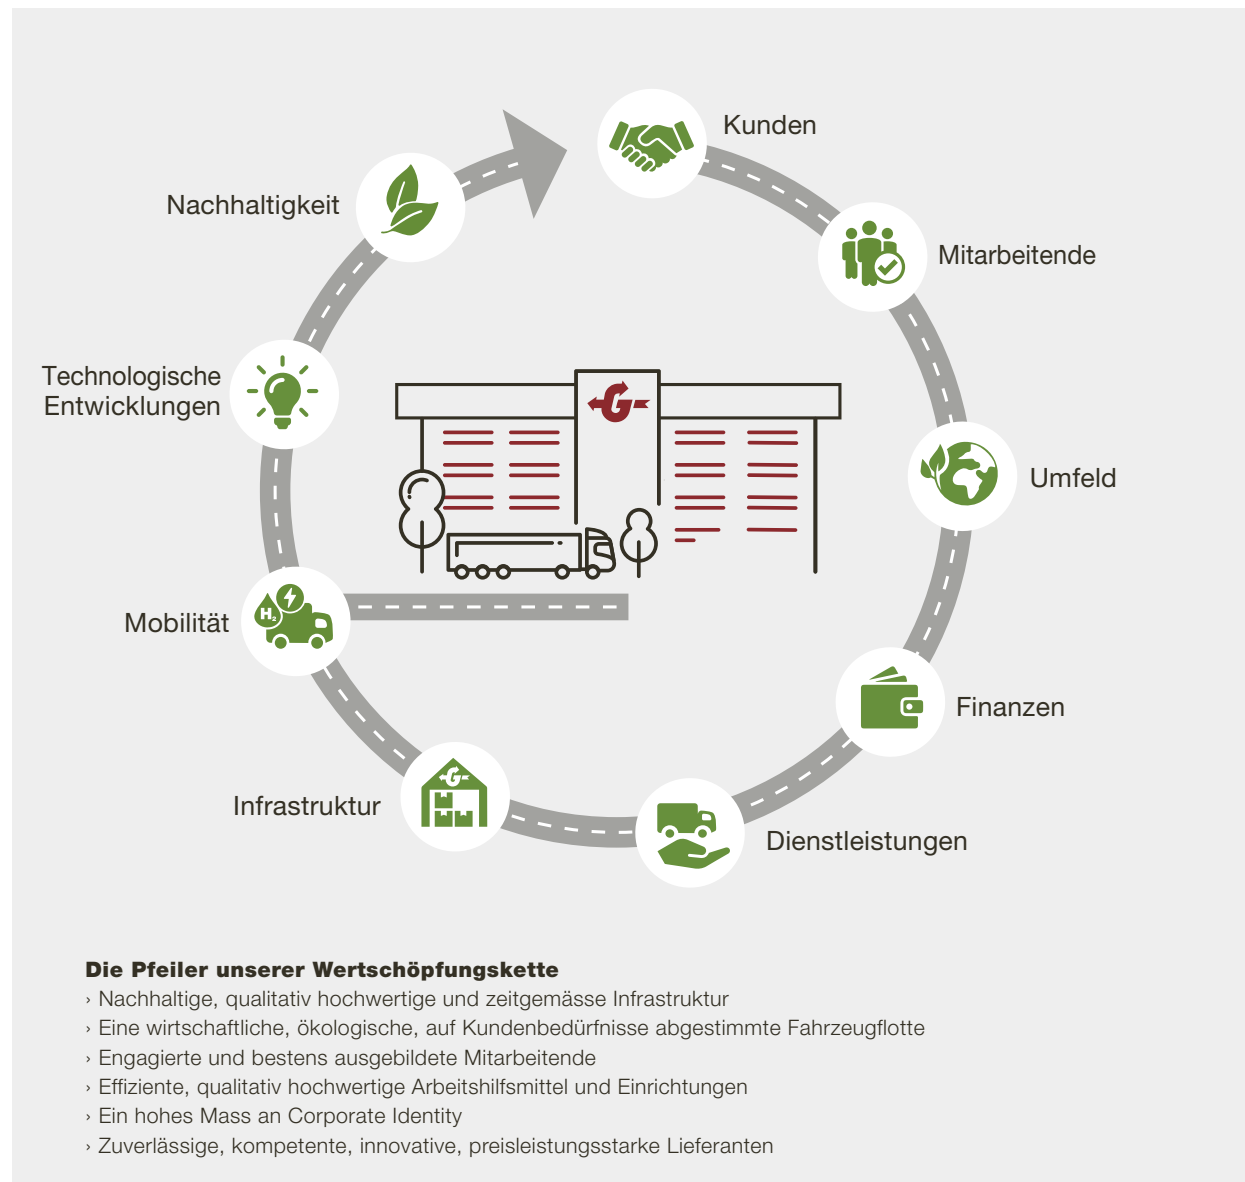 Kunden
Mitarbeitende
Umfeld
Finanzen
Dienstleistungen
Infrastruktur
Mobilität
H₂
Technologische
Entwicklungen
Nachhaltigkeit
G
G
Die Pfeiler unserer Wertschöpfungskette
› Nachhaltige, qualitativ hochwertige und zeitgemässe Infrastruktur
› Eine wirtschaftliche, ökologische, auf Kundenbedürfnisse abgestimmte Fahrzeugflotte
› Engagierte und bestens ausgebildete Mitarbeitende
› Effiziente, qualitativ hochwertige Arbeitshilfsmittel und Einrichtungen
› Ein hohes Mass an Corporate Identity
› Zuverlässige, kompetente, innovative, preisleistungsstarke Lieferanten